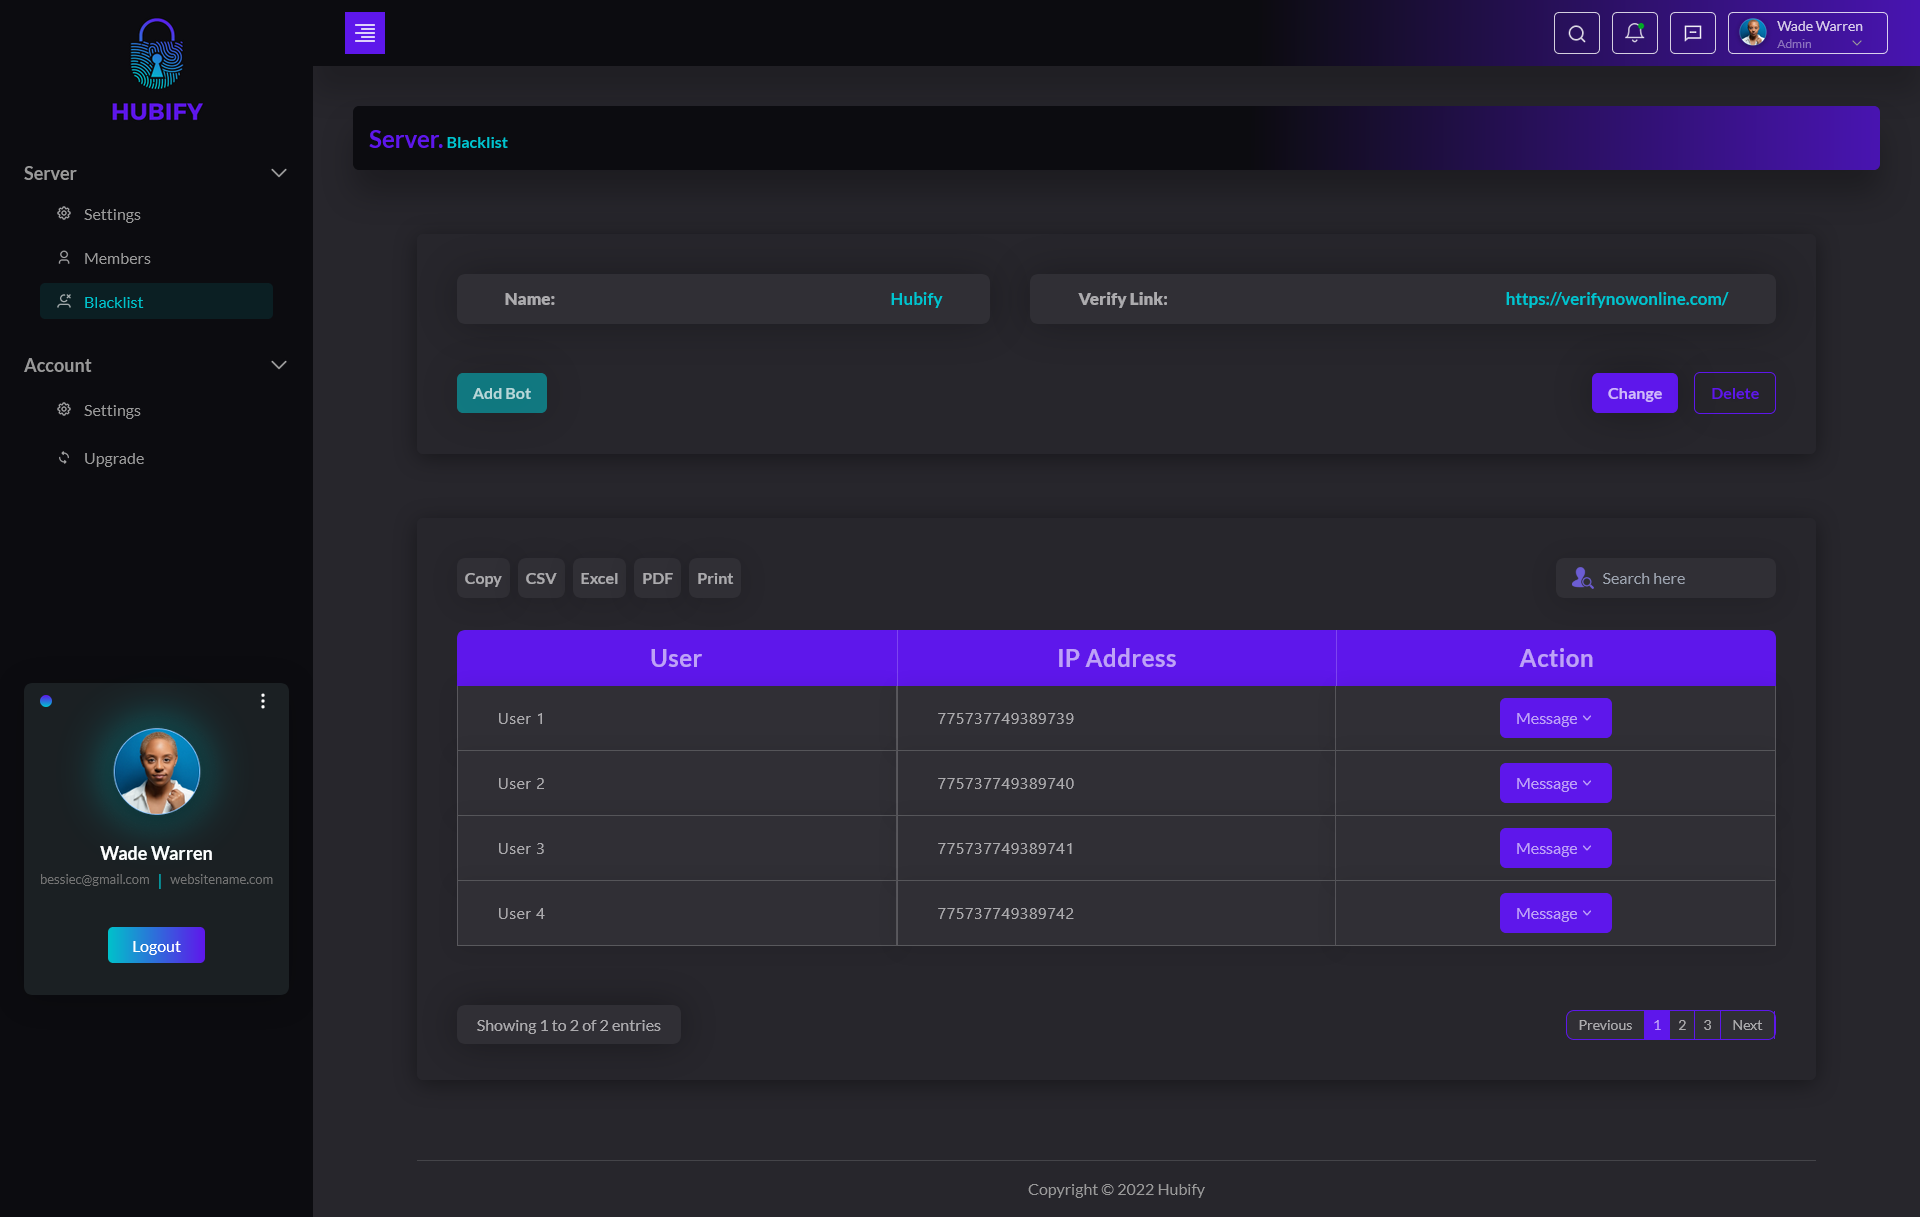 HUBIFY
Server
Settings
Members
Blacklist
Account
Settings
Upgrade
Wade Warren
bessiec@gmail.com | websitename.com
Logout
Wade Warren
Admin
Server. Blacklist
Name: Hubify
Verify Link: https://verifynowonline.com/
Add Bot
Change Delete
Copy CSV Excel PDF Print
Search here
User IP Address Action
User 1 775737749389739 Message
User 2 775737749389740 Message
User 3 775737749389741 Message
User 4 775737749389742 Message
Showing 1 to 2 of 2 entries
Previous 1 2 3 Next
Copyright © 2022 Hubify